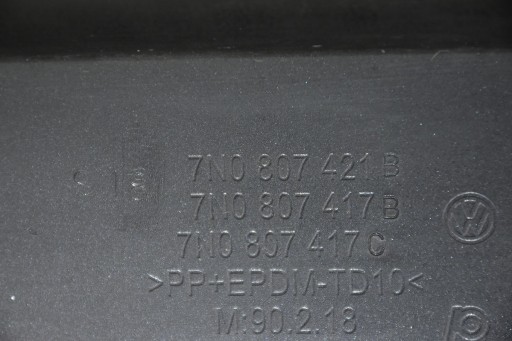 7N0 807 421 B
7N0 807 417 B
7N0 807 417 C
>PP+EPDM-TD10<
M:90.2.18